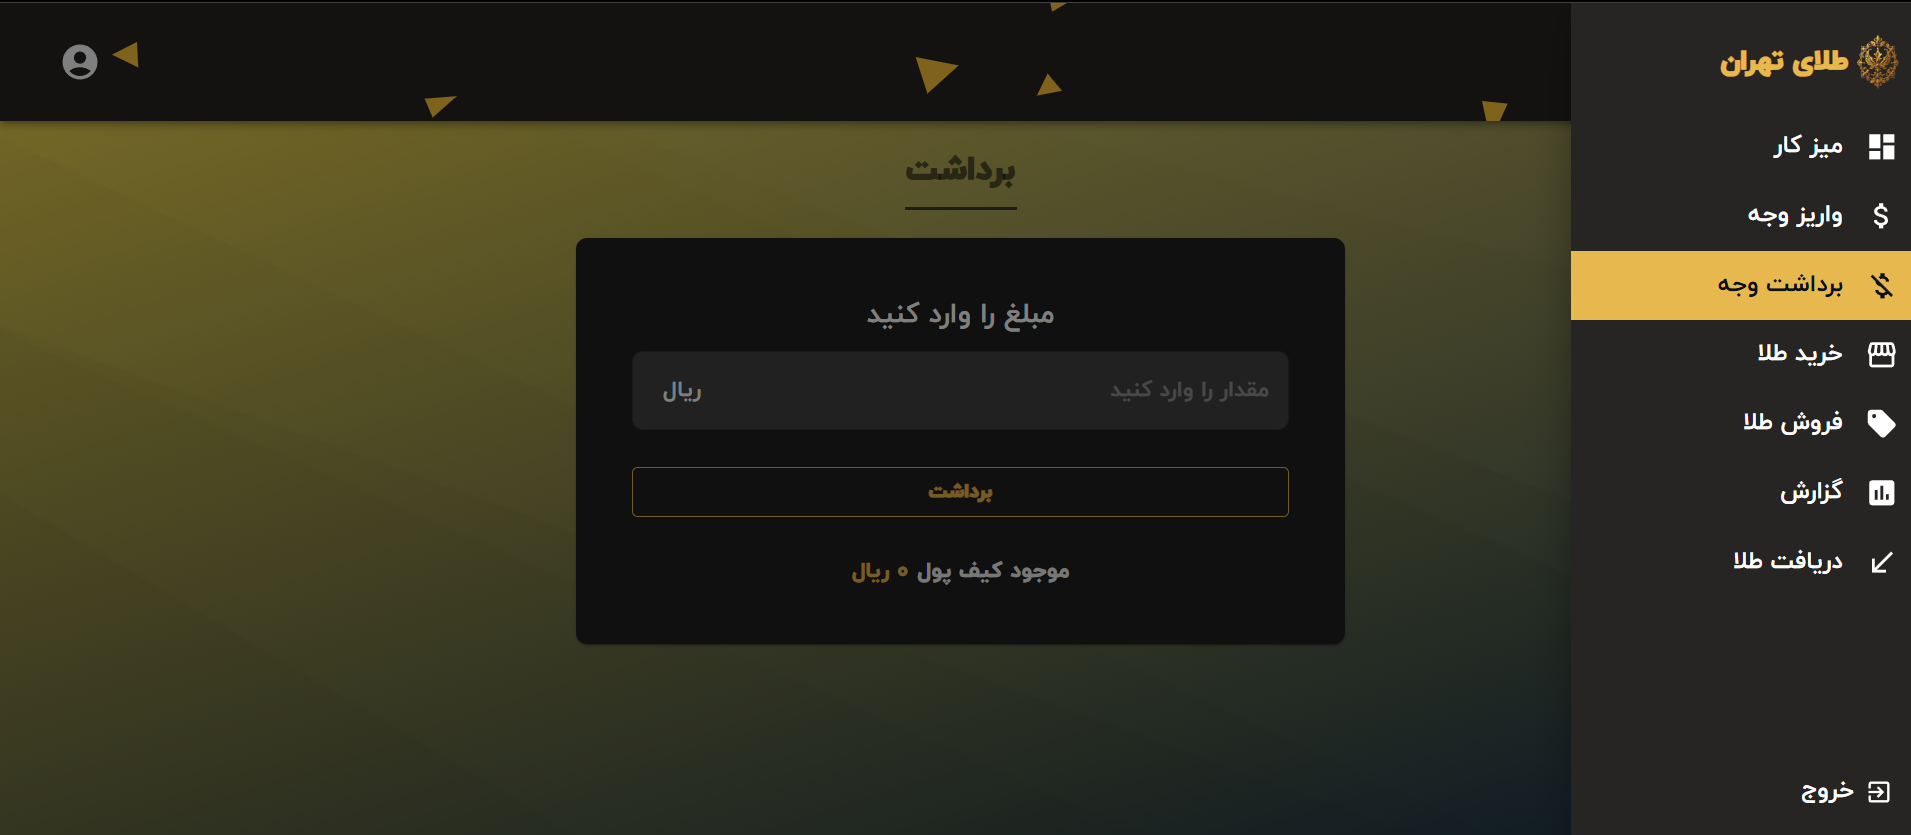 طلای تهران
میز کار
واریز وجه
برداشت وجه
خرید طلا
فروش طلا
گزارش
دریافت طلا
خروج
برداشت
مبلغ را وارد کنید
مقدار را وارد کنید ریال
برداشت
موجود کیف پول ۰ ریال